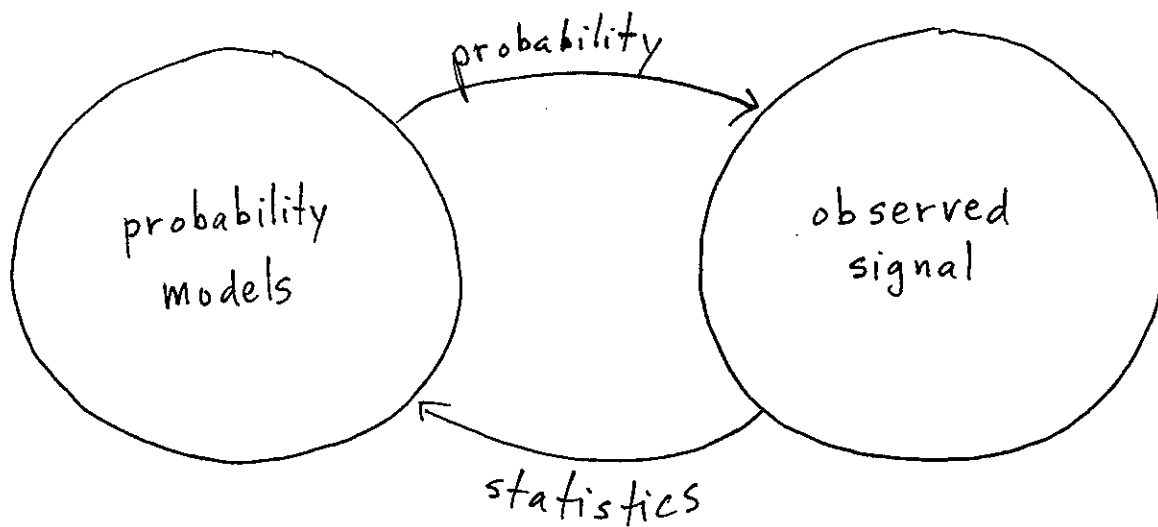 probability
probability
models
observed
signal
statistics